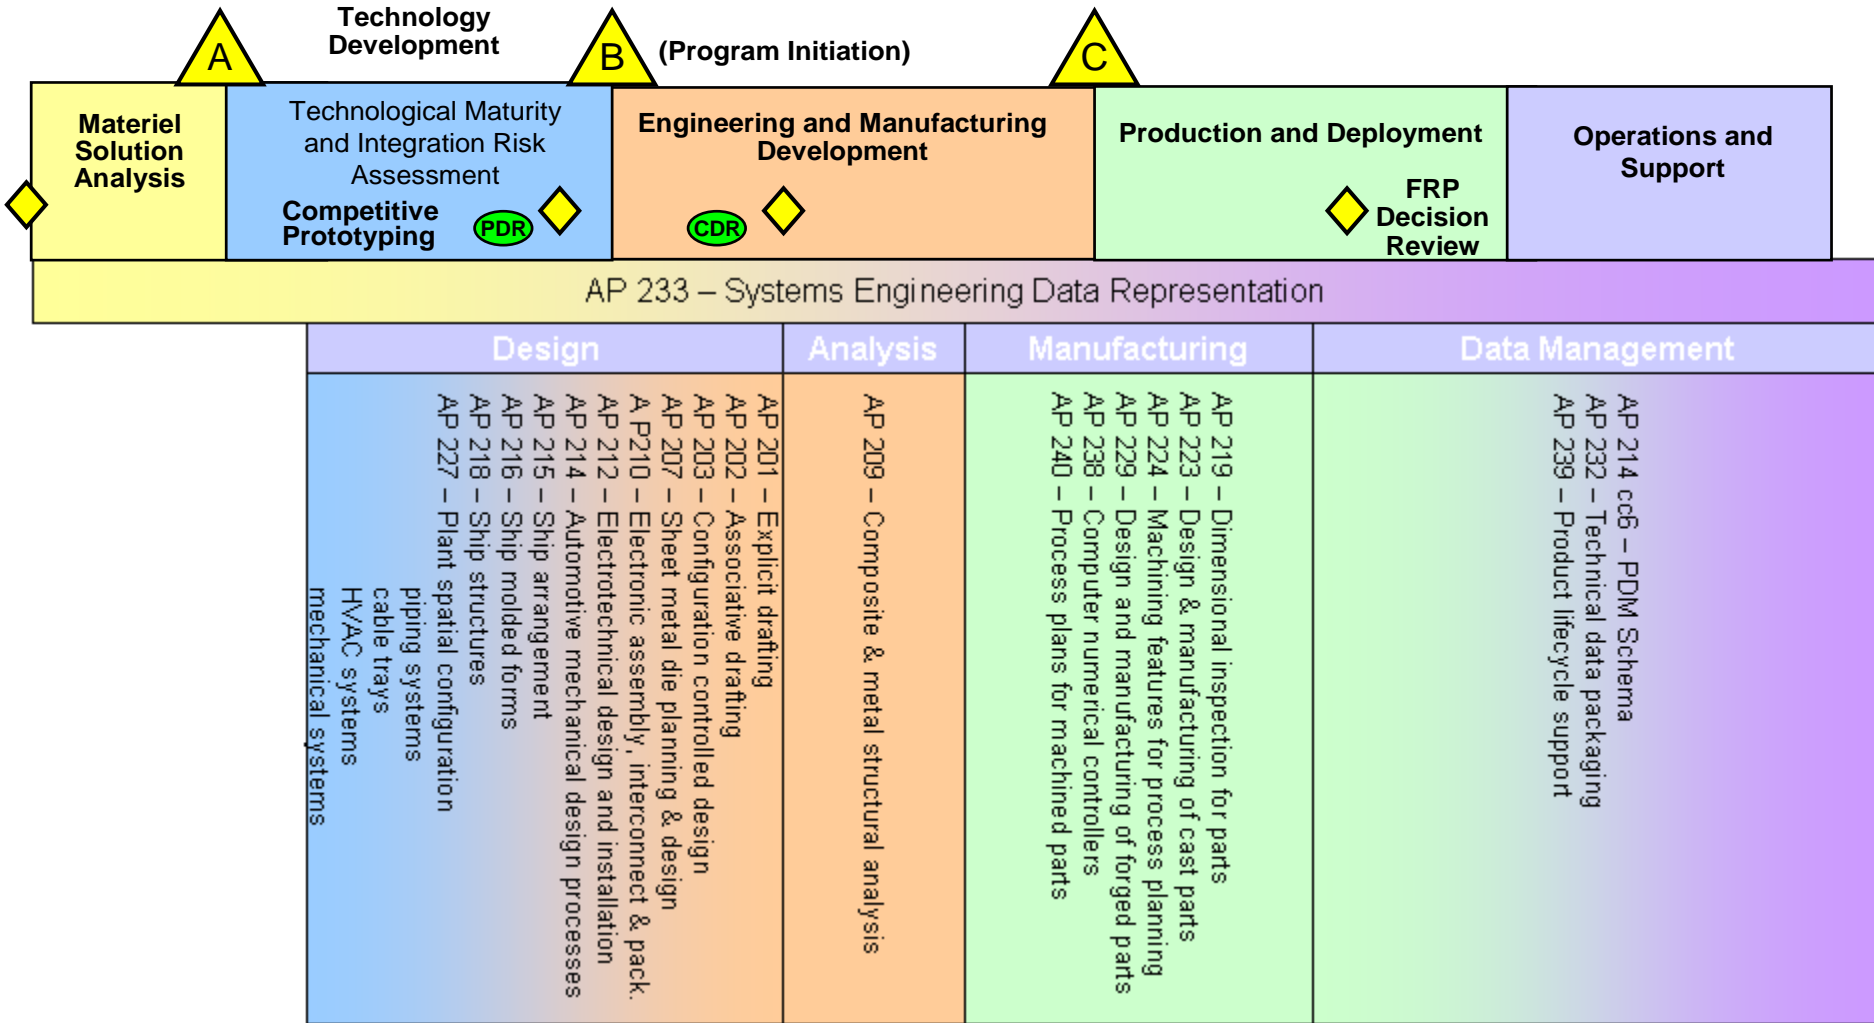 A
Technology
Development
B
(Program Initiation)
C
Materiel
Solution
Analysis
Technological Maturity
and Integration Risk
Assessment
Competitive
Prototyping
PDR
Engineering and Manufacturing
Development
CDR
Production and Deployment
FRP
Decision
Review
Operations and
Support
AP 233 – Systems Engineering Data Representation
Design
Analysis
Manufacturing
Data Management
AP 201 – Explicit drafting
AP 202 – Associative drafting
AP 203 – Configuration controlled design
AP 207 – Sheet metal die planning & design
A P210 – Electronic assembly, interconnect & pack.
AP 212 – Electrotechnical design and installation
AP 214 – Automotive mechanical design processes
AP 215 – Ship arrangement
AP 216 – Ship molded forms
AP 218 – Ship structures
AP 227 – Plant spatial configuration
piping systems
cable trays
HVAC systems
mechanical systems
AP 209 – Composite & metal structural analysis
AP 219 – Dimensional inspection for parts
AP 223 – Design & manufacturing of cast parts
AP 224 – Machining features for process planning
AP 229 – Design and manufacturing of forged parts
AP 238 – Computer numerical controllers
AP 240 – Process plans for machined parts
AP 214 cc6 – PDM Schema
AP 232 – Technical data packaging
AP 239 – Product lifecycle support